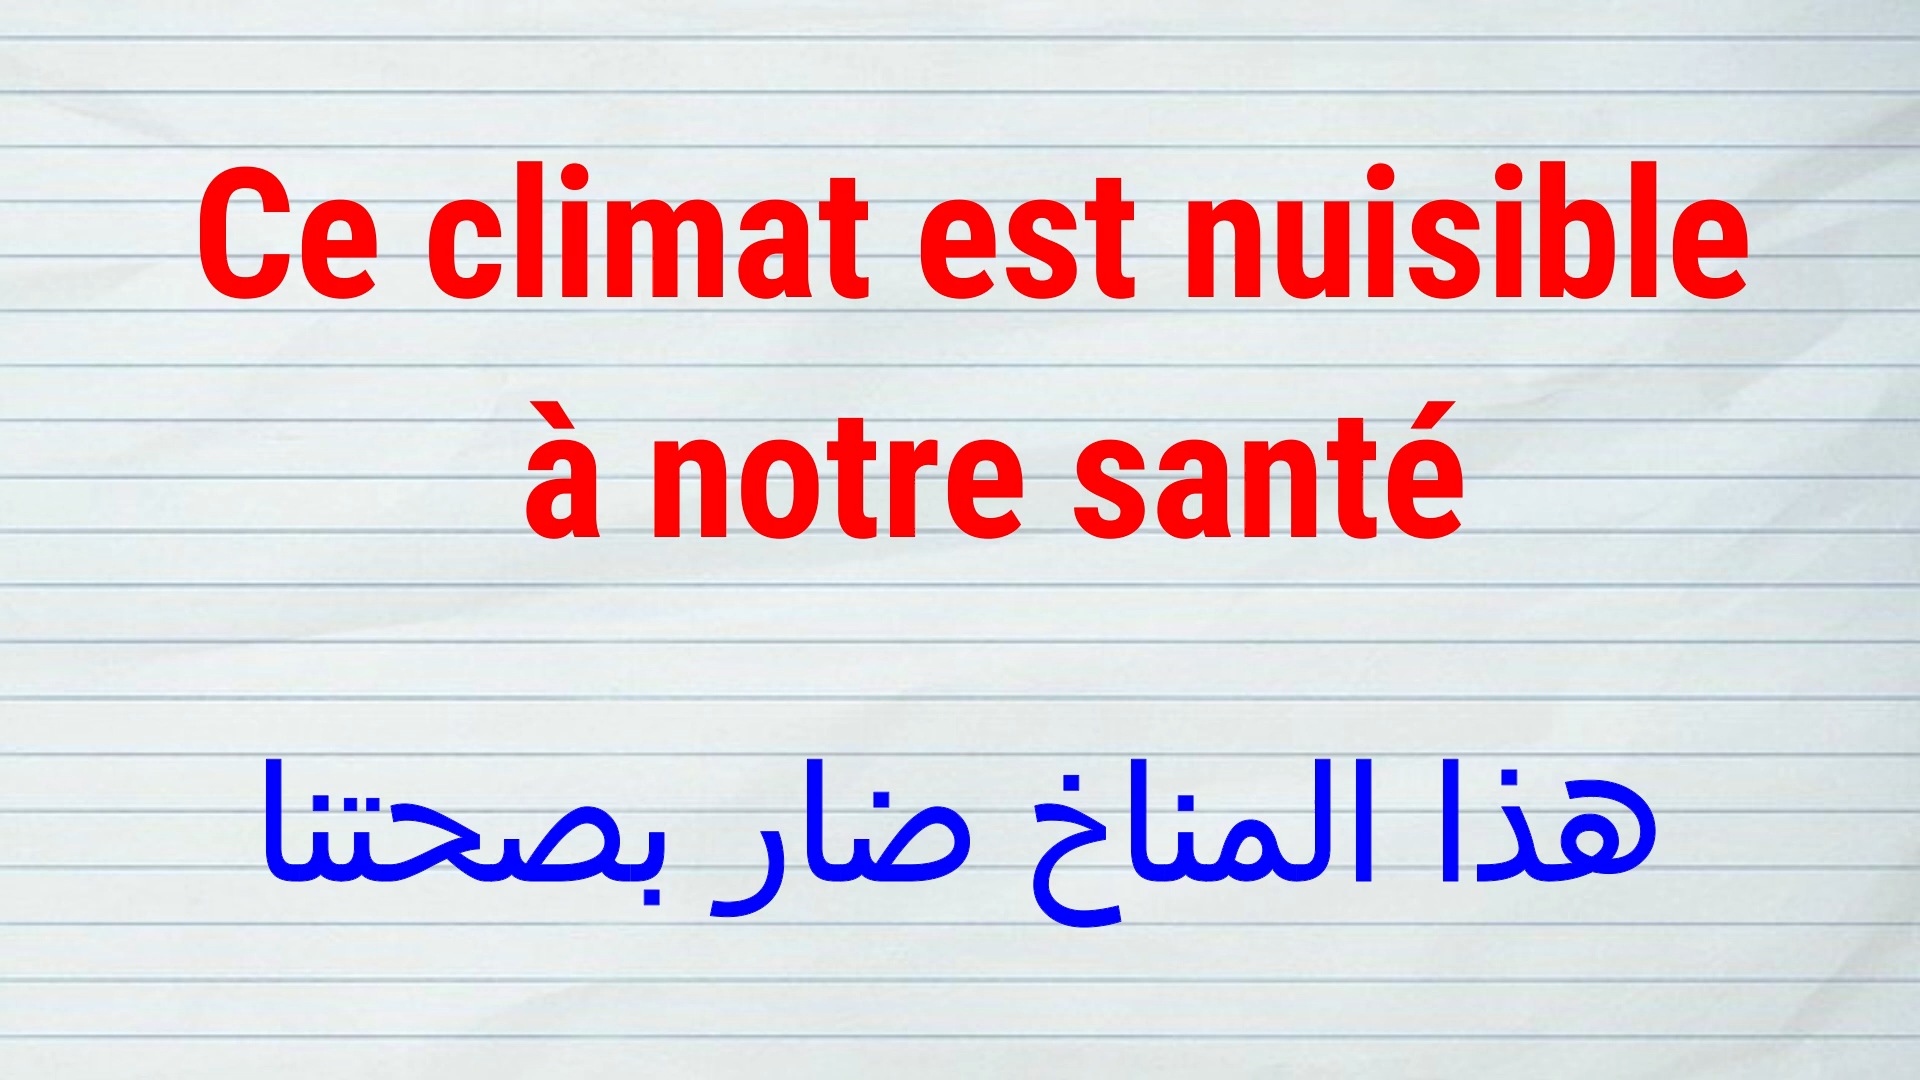 Ce climat est nuisible
à notre santé
هذا المناخ ضار بصحتنا